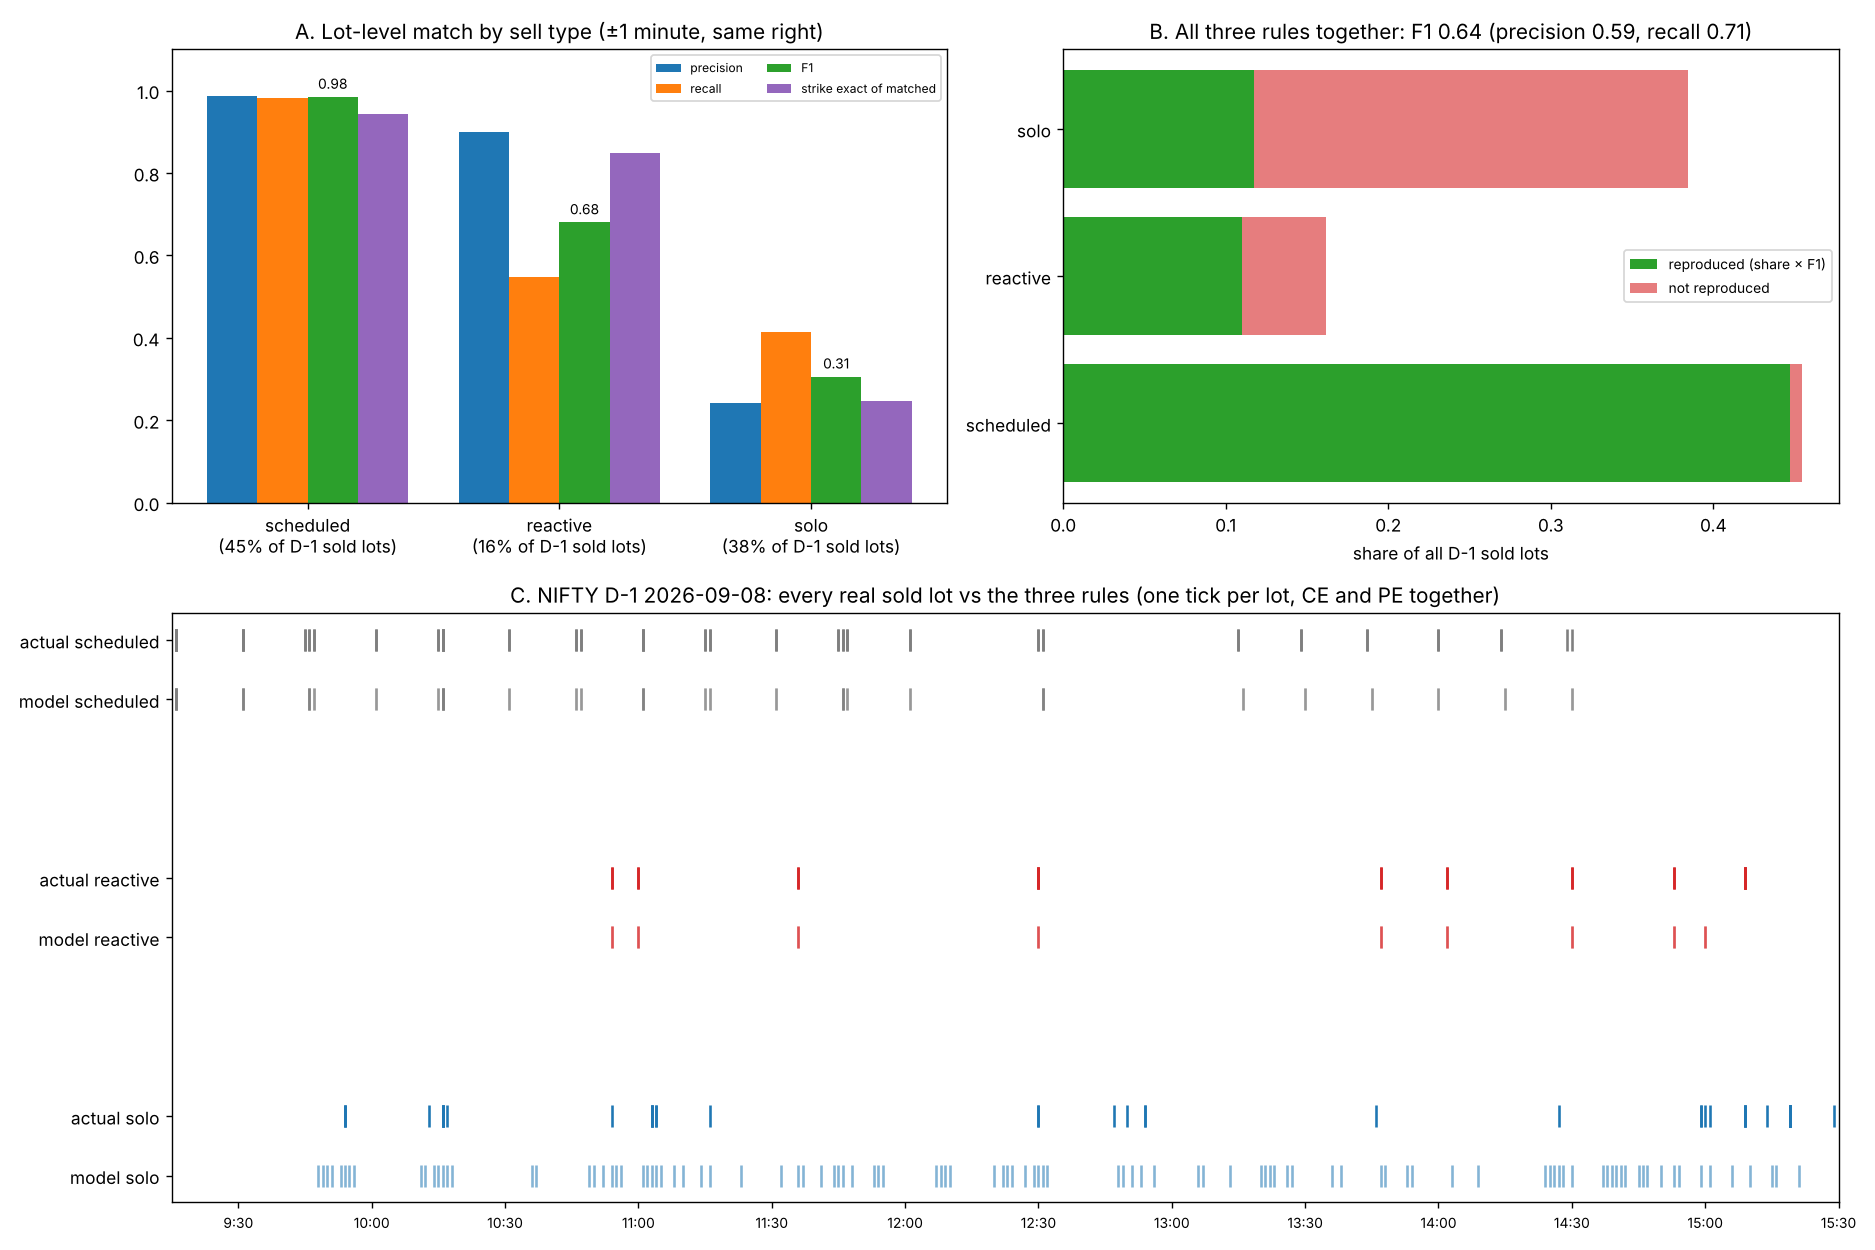 A. Lot-level match by sell type (±1 minute, same right)
precision
recall
F1
strike exact of matched
1.0
0.8
0.6
0.4
0.2
0.0
0.98
0.68
0.31
scheduled
(45% of D-1 sold lots)
reactive
(16% of D-1 sold lots)
solo
(38% of D-1 sold lots)
B. All three rules together: F1 0.64 (precision 0.59, recall 0.71)
solo
reactive
scheduled
reproduced (share × F1)
not reproduced
0.0
0.1
0.2
0.3
0.4
share of all D-1 sold lots
C. NIFTY D-1 2026-09-08: every real sold lot vs the three rules (one tick per lot, CE and PE together)
actual scheduled
model scheduled
actual reactive
model reactive
actual solo
model solo
9:30
10:00
10:30
11:00
11:30
12:00
12:30
13:00
13:30
14:00
14:30
15:00
15:30